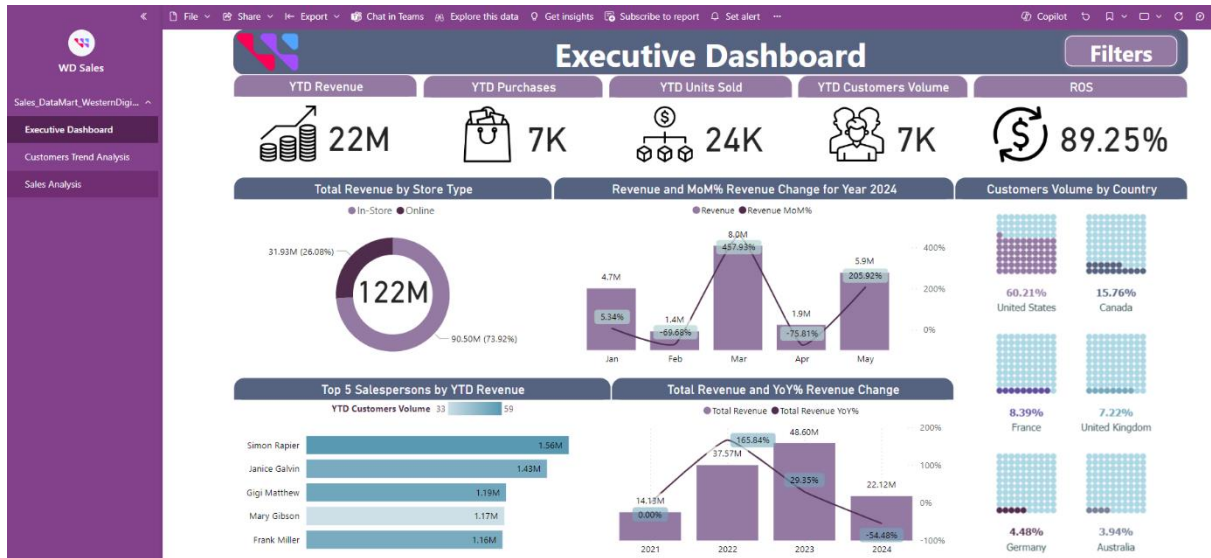 File Share Export Chat in Teams Explore this data Get insights Subscribe to report Set alert ... Copilot
WD Sales
Sales_DataMart_WesternDigi...
Executive Dashboard
Customers Trend Analysis
Sales Analysis
Executive Dashboard
Filters
YTD Revenue
22M
YTD Purchases
7K
YTD Units Sold
24K
YTD Customers Volume
7K
ROS
89.25%
Total Revenue by Store Type
In-Store Online
31.93M (26.08%)
122M
90.50M (73.92%)
Revenue and MoM% Revenue Change for Year 2024
Revenue Revenue MoM%
8.0M
457.93%
400%
5.9M
4.7M
205.92%
200%
5.34%
1.4M
1.9M
-69.68%
-75.81%
0%
Jan Feb Mar Apr May
Customers Volume by Country
60.21%
United States
15.76%
Canada
8.39%
France
7.22%
United Kingdom
4.48%
Germany
3.94%
Australia
Top 5 Salespersons by YTD Revenue
YTD Customers Volume 33 59
Simon Rapier 1.56M
Janice Galvin 1.43M
Gigi Matthew 1.19M
Mary Gibson 1.17M
Frank Miller 1.16M
Total Revenue and YoY% Revenue Change
Total Revenue Total Revenue YoY%
48.60M
200%
165.84%
37.57M
100%
29.35%
22.12M
14.13M
0%
0.00%
-54.48%
-100%
2021 2022 2023 2024